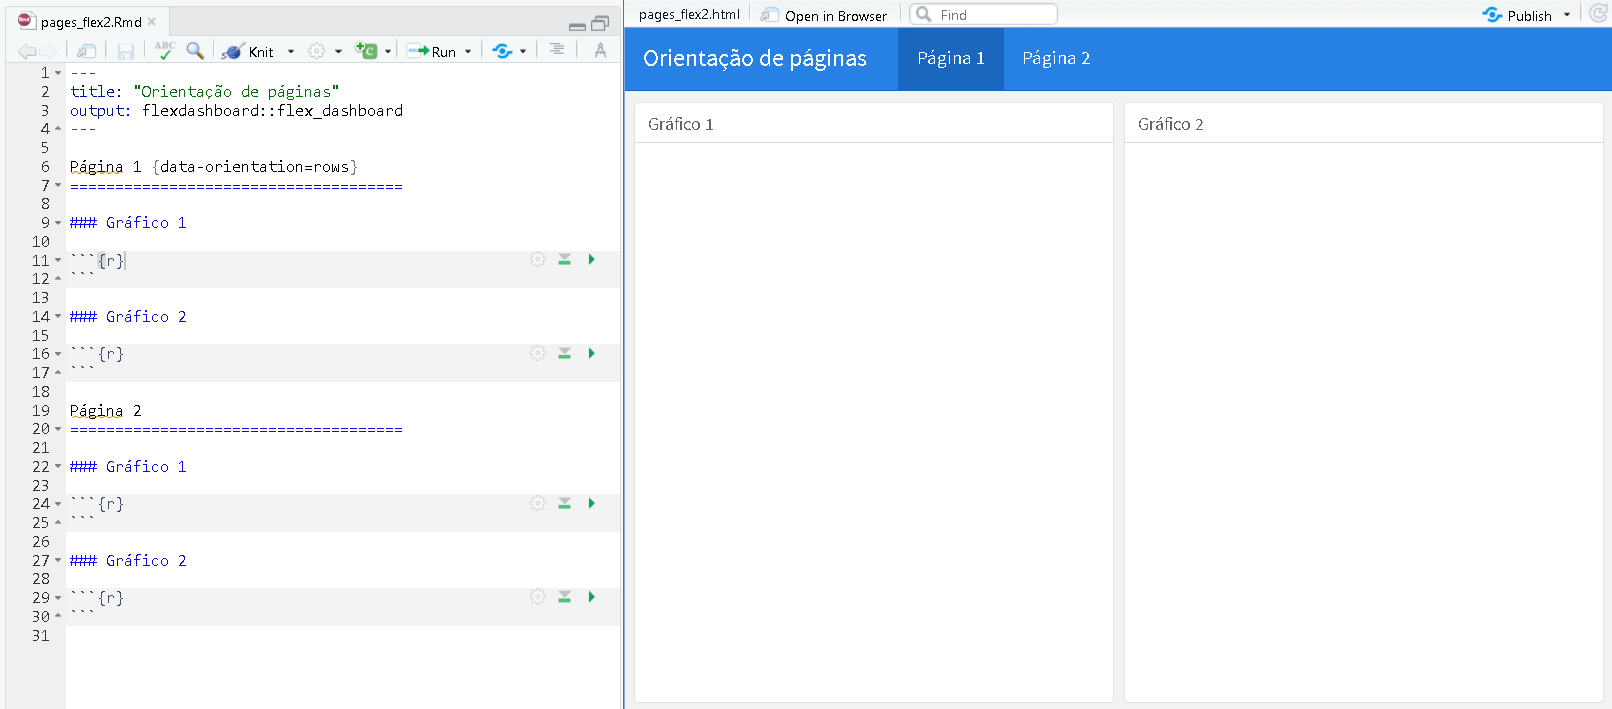 pages_flex2.Rmd
ABC
Knit
Run
1 ---
2 title: "Orientação de páginas"
3 output: flexdashboard::flex_dashboard
4 ---
5
6 Página 1 {data-orientation=rows}
7 =====================================
8
9 ### Gráfico 1
10
11 ```{r}
12 ```
13
14 ### Gráfico 2
15
16 ```{r}
17 ```
18
19 Página 2
20 =====================================
21
22 ### Gráfico 1
23
24 ```{r}
25 ```
26
27 ### Gráfico 2
28
29 ```{r}
30 ```
31
pages_flex2.html
Open in Browser
Find
Publish
Orientação de páginas
Página 1
Página 2
Gráfico 1
Gráfico 2